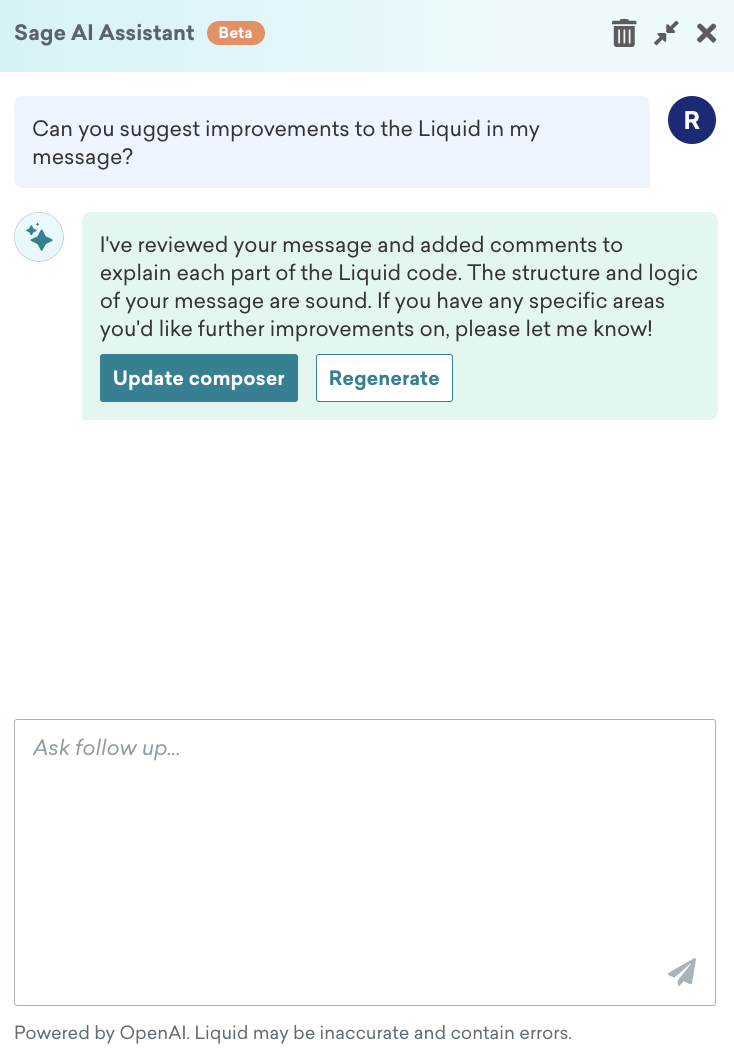 Sage AI Assistant Beta
Can you suggest improvements to the Liquid in my
message?
R
I've reviewed your message and added comments to
explain each part of the Liquid code. The structure and logic
of your message are sound. If you have any specific areas
you'd like further improvements on, please let me know!
Update composer Regenerate
Ask follow up...
Powered by OpenAI. Liquid may be inaccurate and contain errors.